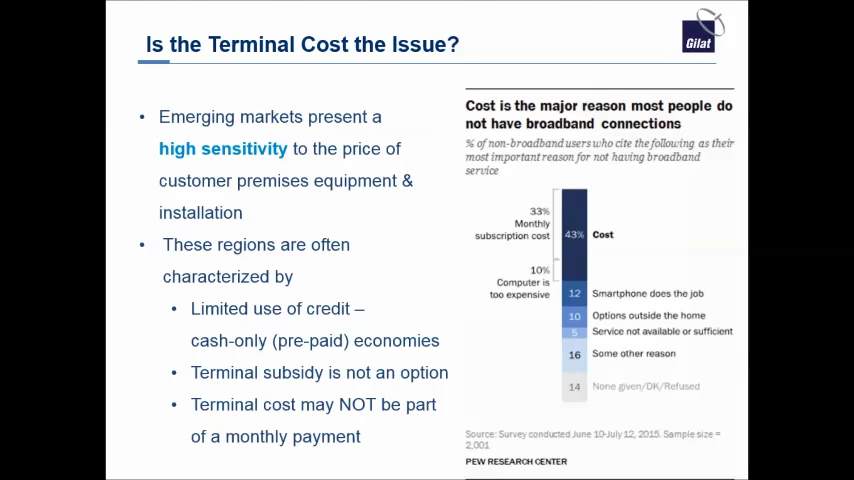 Is the Terminal Cost the Issue?
Gilat
• Emerging markets present a
high sensitivity to the price of
customer premises equipment &
installation
• These regions are often
characterized by
• Limited use of credit –
cash-only (pre-paid) economies
• Terminal subsidy is not an option
• Terminal cost may NOT be part
of a monthly payment
Cost is the major reason most people do
not have broadband connections
% of non-broadband users who cite the following as their
most important reason for not having broadband
service
33%
Monthly
subscription cost
43% Cost
10%
Computer is
too expensive
12 Smartphone does the job
10 Options outside the home
5 Service not available or sufficient
16 Some other reason
14 None given/DK/Refused
Source: Survey conducted June 10-July 12, 2015. Sample size =
2,001
PEW RESEARCH CENTER